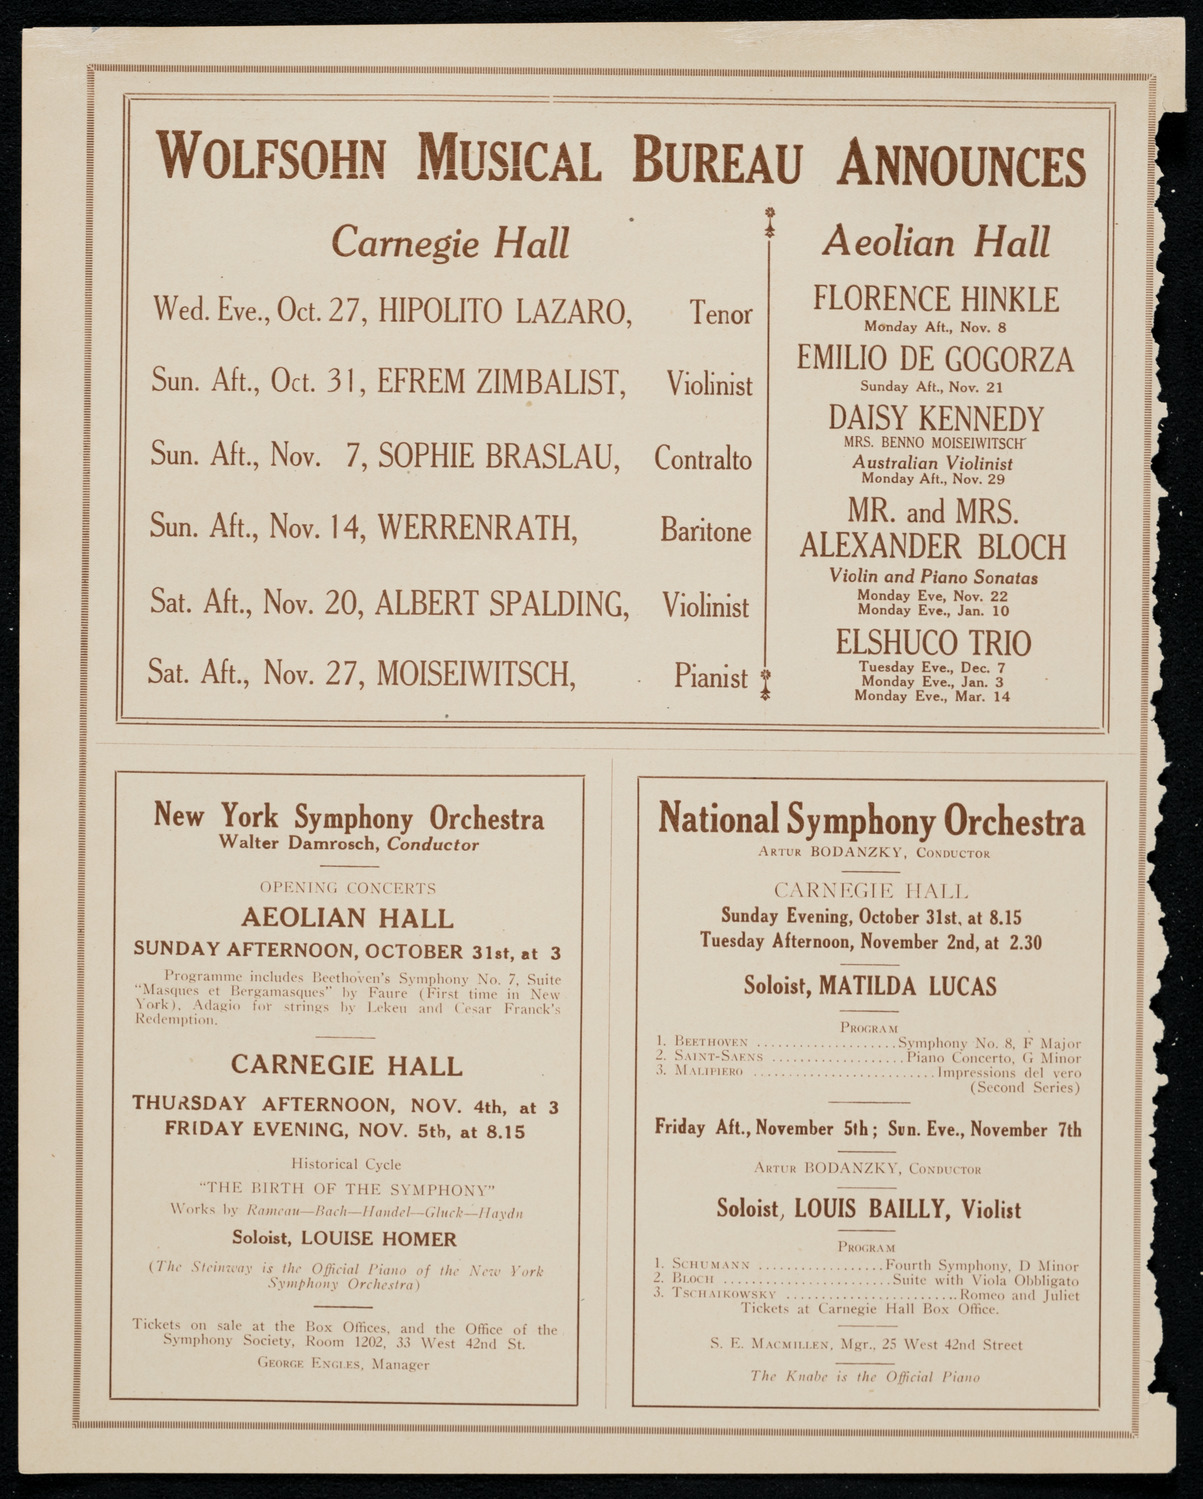 WOLFSOHN MUSICAL BUREAU ANNOUNCES
Carnegie Hall
Wed. Eve., Oct. 27, HIPOLITO LAZARO, Tenor
Sun. Aft., Oct. 31, EFREM ZIMBALIST, Violinist
Sun. Aft., Nov. 7, SOPHIE BRASLAU, Contralto
Sun. Aft., Nov. 14, WERRENRATH, Baritone
Sat. Aft., Nov. 20, ALBERT SPALDING, Violinist
Sat. Aft., Nov. 27, MOISEIWITSCH, Pianist
Aeolian Hall
FLORENCE HINKLE
Monday Aft., Nov. 8
EMILIO DE GOGORZA
Sunday Aft., Nov. 21
DAISY KENNEDY
MRS. BENNO MOISEIWITSCH
Australian Violinist
Monday Aft., Nov. 29
MR. and MRS.
ALEXANDER BLOCH
Violin and Piano Sonatas
Monday Eve, Nov. 22
Monday Eve., Jan. 10
ELSHUCO TRIO
Tuesday Eve., Dec. 7
Monday Eve., Jan. 3
Monday Eve., Mar. 14
New York Symphony Orchestra
Walter Damrosch, Conductor
OPENING CONCERTS
AEOLIAN HALL
SUNDAY AFTERNOON, OCTOBER 31st, at 3
Programme includes Beethoven's Symphony No. 7, Suite
"Masques et Bergamasques" by Faure (First time in New
York), Adagio for strings by Lekeu and Cesar Franck's
Redemption.
CARNEGIE HALL
THURSDAY AFTERNOON, NOV. 4th, at 3
FRIDAY EVENING, NOV. 5th, at 8.15
Historical Cycle
"THE BIRTH OF THE SYMPHONY"
Works by Rameau—Bach—Handel—Gluck—Haydn
Soloist, LOUISE HOMER
(The Steinway is the Official Piano of the New York
Symphony Orchestra)
Tickets on sale at the Box Offices, and the Office of the
Symphony Society, Room 1202, 33 West 42nd St.
GEORGE ENGLES, Manager
National Symphony Orchestra
ARTUR BODANZKY, CONDUCTOR
CARNEGIE HALL
Sunday Evening, October 31st, at 8.15
Tuesday Afternoon, November 2nd, at 2.30
Soloist, MATILDA LUCAS
PROGRAM
1. BEETHOVEN ....................Symphony No. 8, F Major
2. SAINT-SAENS ...................Piano Concerto, G Minor
3. MALIPIERO ..........................Impressions del vero
(Second Series)
Friday Aft., November 5th; Sun. Eve., November 7th
ARTUR BODANZKY, CONDUCTOR
Soloist, LOUIS BAILLY, Violist
PROGRAM
1. SCHUMANN ..................Fourth Symphony, D Minor
2. BLOCH ........................Suite with Viola Obbligato
3. TSCHAIKOWSKY .........................Romeo and Juliet
Tickets at Carnegie Hall Box Office.
S. E. MACMILLEN, Mgr., 25 West 42nd Street
The Knabe is the Official Piano